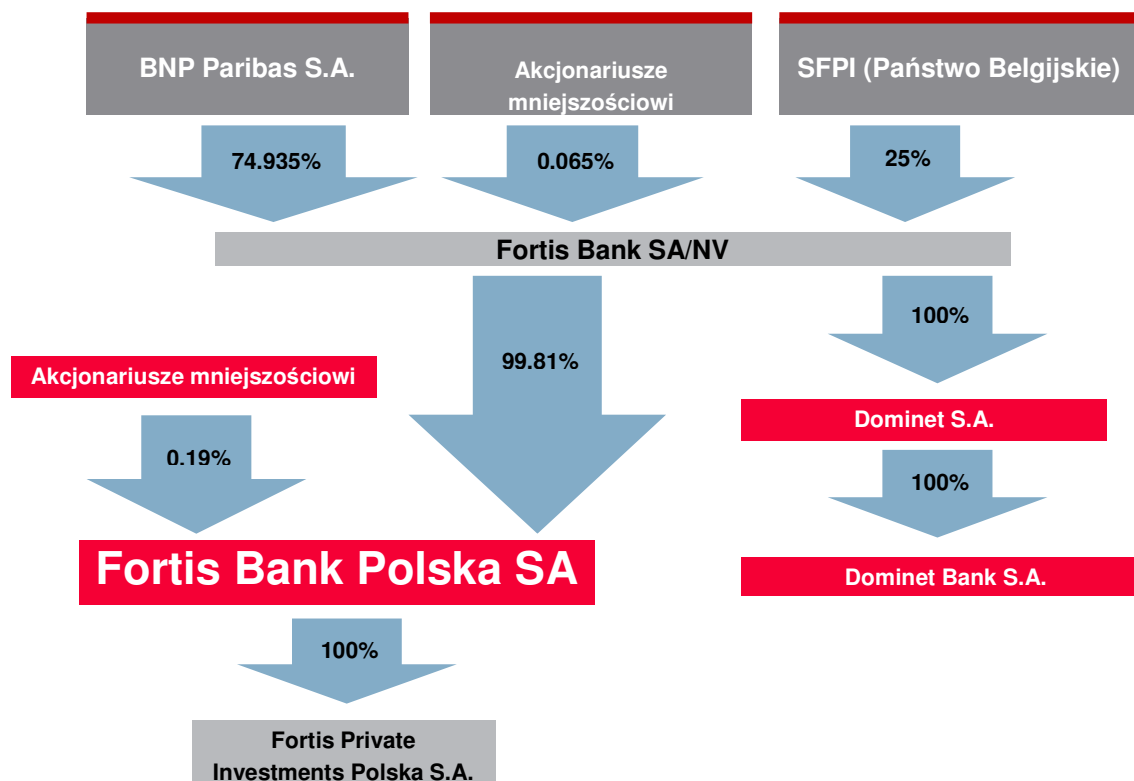 BNP Paribas S.A.
Akcjonariusze
mniejszościowi
SFPI (Państwo Belgijskie)
74.935%
0.065%
25%
Fortis Bank SA/NV
100%
99.81%
Akcjonariusze mniejszościowi
Dominet S.A.
0.19%
100%
Fortis Bank Polska SA
Dominet Bank S.A.
100%
Fortis Private
Investments Polska S.A.